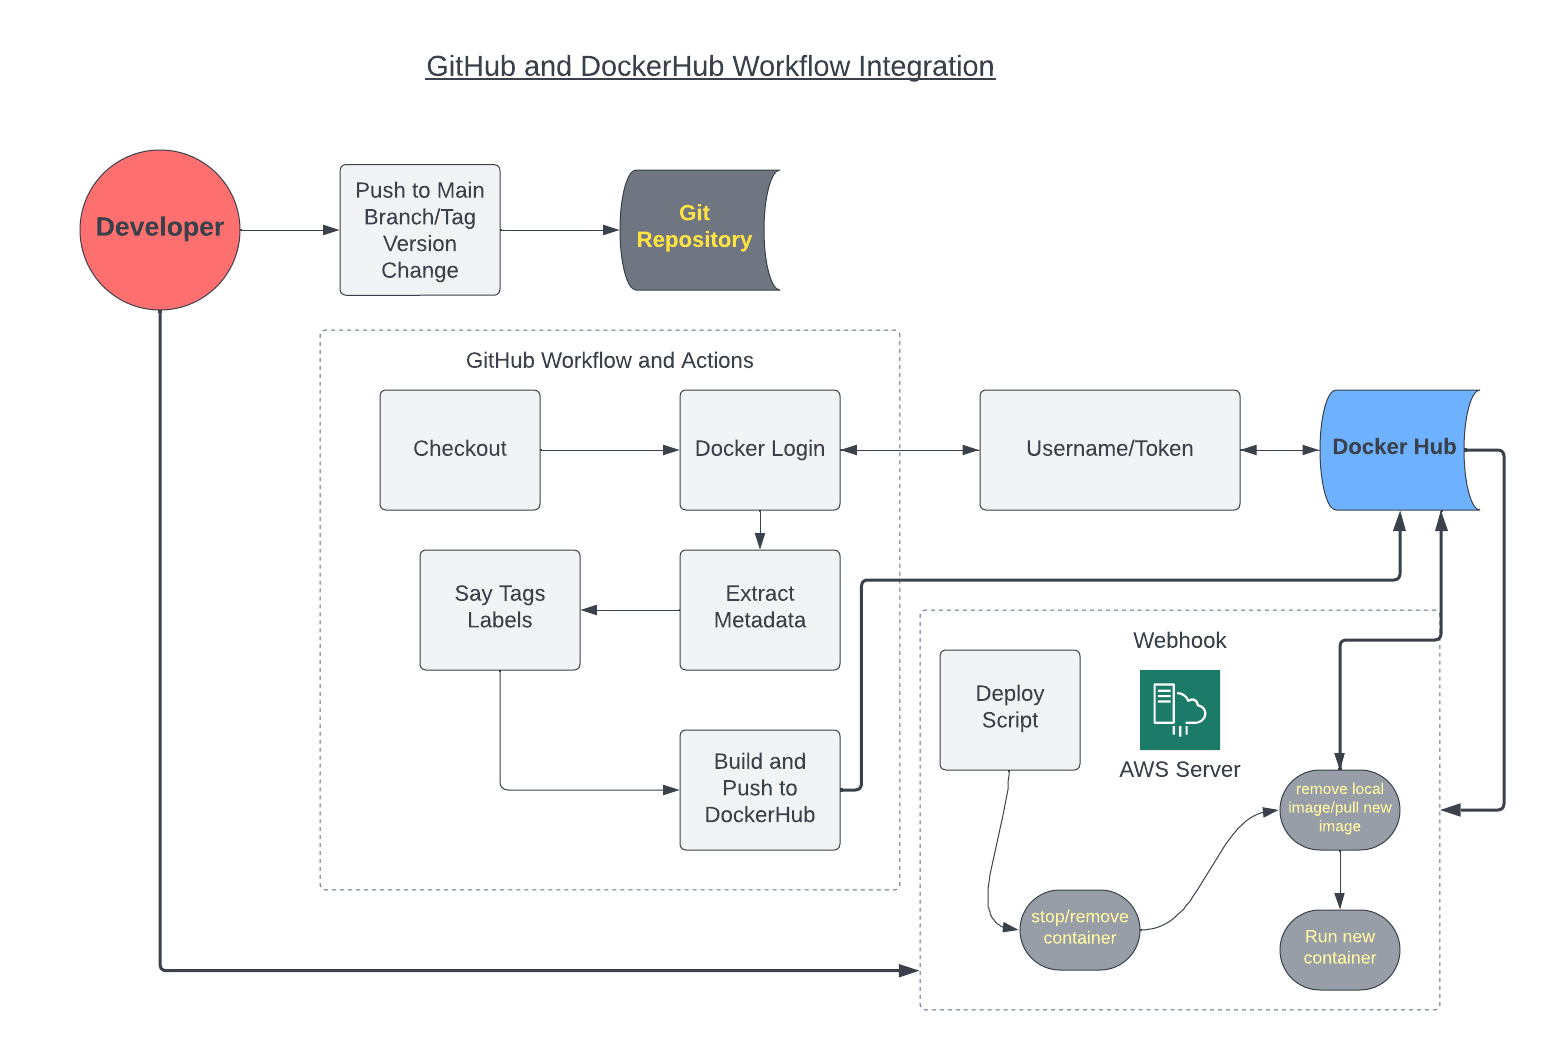 GitHub and DockerHub Workflow Integration
Developer
Push to Main
Branch/Tag
Version
Change
Git
Repository
GitHub Workflow and Actions
Checkout
Docker Login
Username/Token
Docker Hub
Say Tags
Labels
Extract
Metadata
Build and
Push to
DockerHub
Webhook
Deploy
Script
AWS Server
remove local
image/pull new
image
stop/remove
container
Run new
container